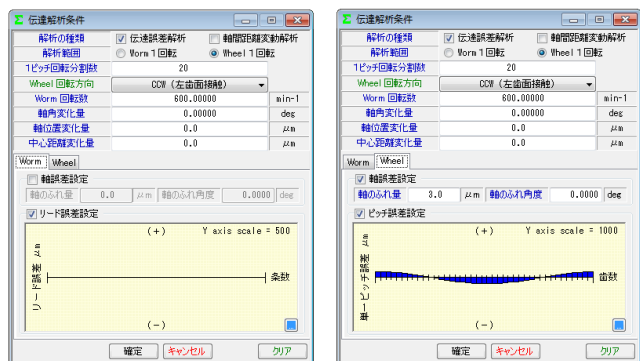 Σ 伝達解析条件
解析の種類 伝達誤差解析 軸間距離変動解析
解析範囲 Worm 1回転 Wheel 1回転
1ピッチ回転分割数 20
Wheel 回転方向 CCW (左歯面接触)
Worm 回転数 600.00000 min-1
軸角変化量 0.00000 deg
軸位置変化量 0.0 μm
中心距離変化量 0.0 μm
Worm Wheel
軸誤差設定
軸のふれ量 0.0 μm 軸のふれ角度 0.0000 deg
リード誤差設定
(+) Y axis scale = 500
リード誤差 μm
条数
(-)
確定 キャンセル クリア
Σ 伝達解析条件
解析の種類 伝達誤差解析 軸間距離変動解析
解析範囲 Worm 1回転 Wheel 1回転
1ピッチ回転分割数 20
Wheel 回転方向 CCW (左歯面接触)
Worm 回転数 600.00000 min-1
軸角変化量 0.00000 deg
軸位置変化量 0.0 μm
中心距離変化量 0.0 μm
Worm Wheel
軸誤差設定
軸のふれ量 3.0 μm 軸のふれ角度 0.0000 deg
ピッチ誤差設定
(+) Y axis scale = 1000
単一ピッチ誤差 μm
歯数
(-)
確定 キャンセル クリア